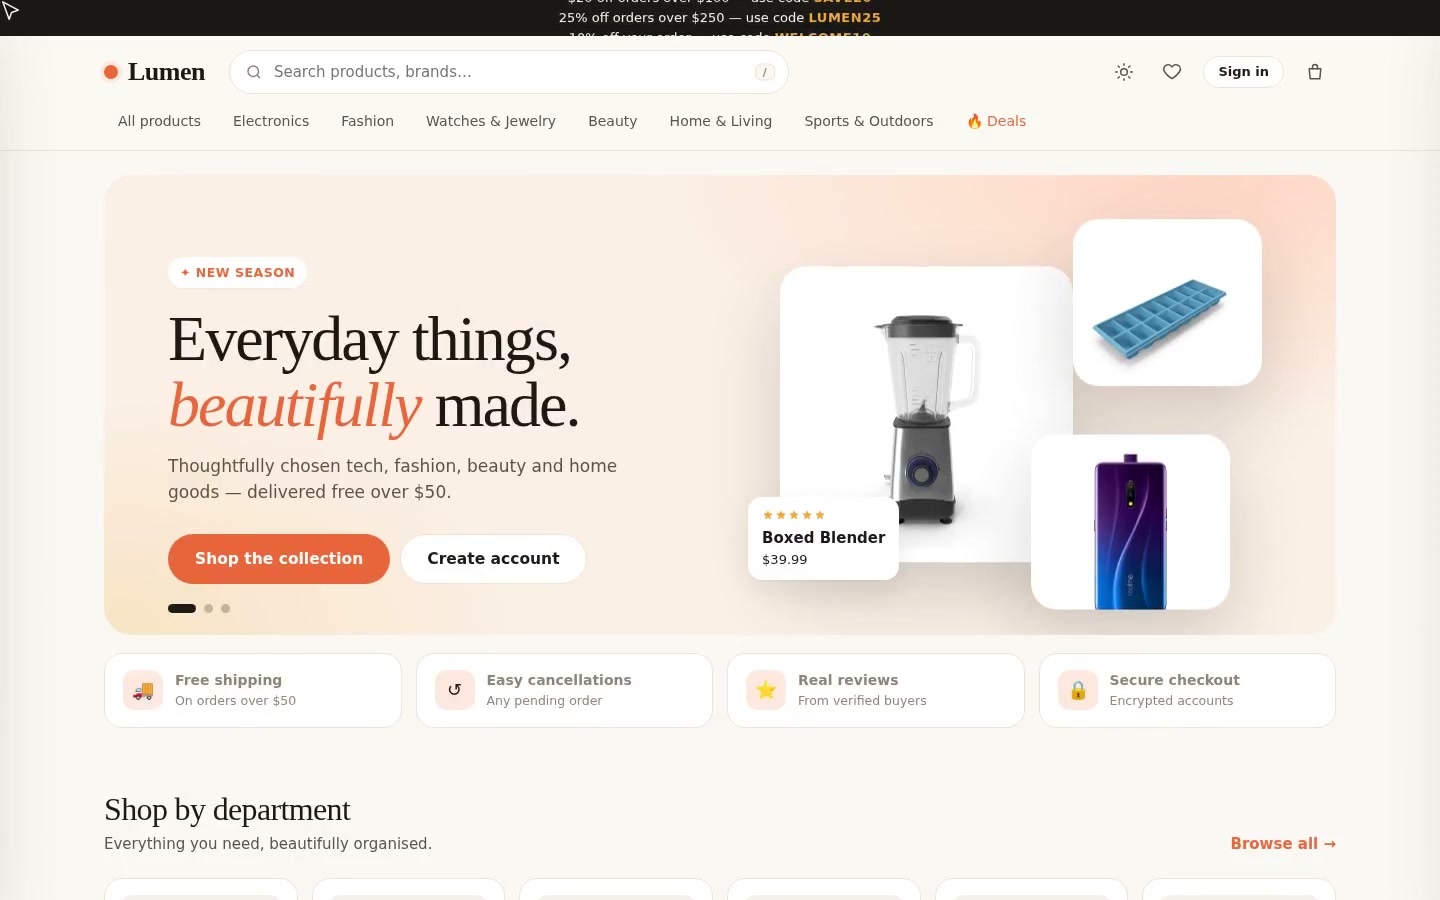 25% off orders over $250 — use code LUMEN25
Lumen
Search products, brands...
/
Sign in
All products
Electronics
Fashion
Watches & Jewelry
Beauty
Home & Living
Sports & Outdoors
🔥 Deals
✦ NEW SEASON
Everyday things,
beautifully made.
Thoughtfully chosen tech, fashion, beauty and home
goods — delivered free over $50.
Shop the collection
Create account
Boxed Blender
$39.99
realme
Free shipping
On orders over $50
Easy cancellations
Any pending order
Real reviews
From verified buyers
Secure checkout
Encrypted accounts
Shop by department
Everything you need, beautifully organised.
Browse all →